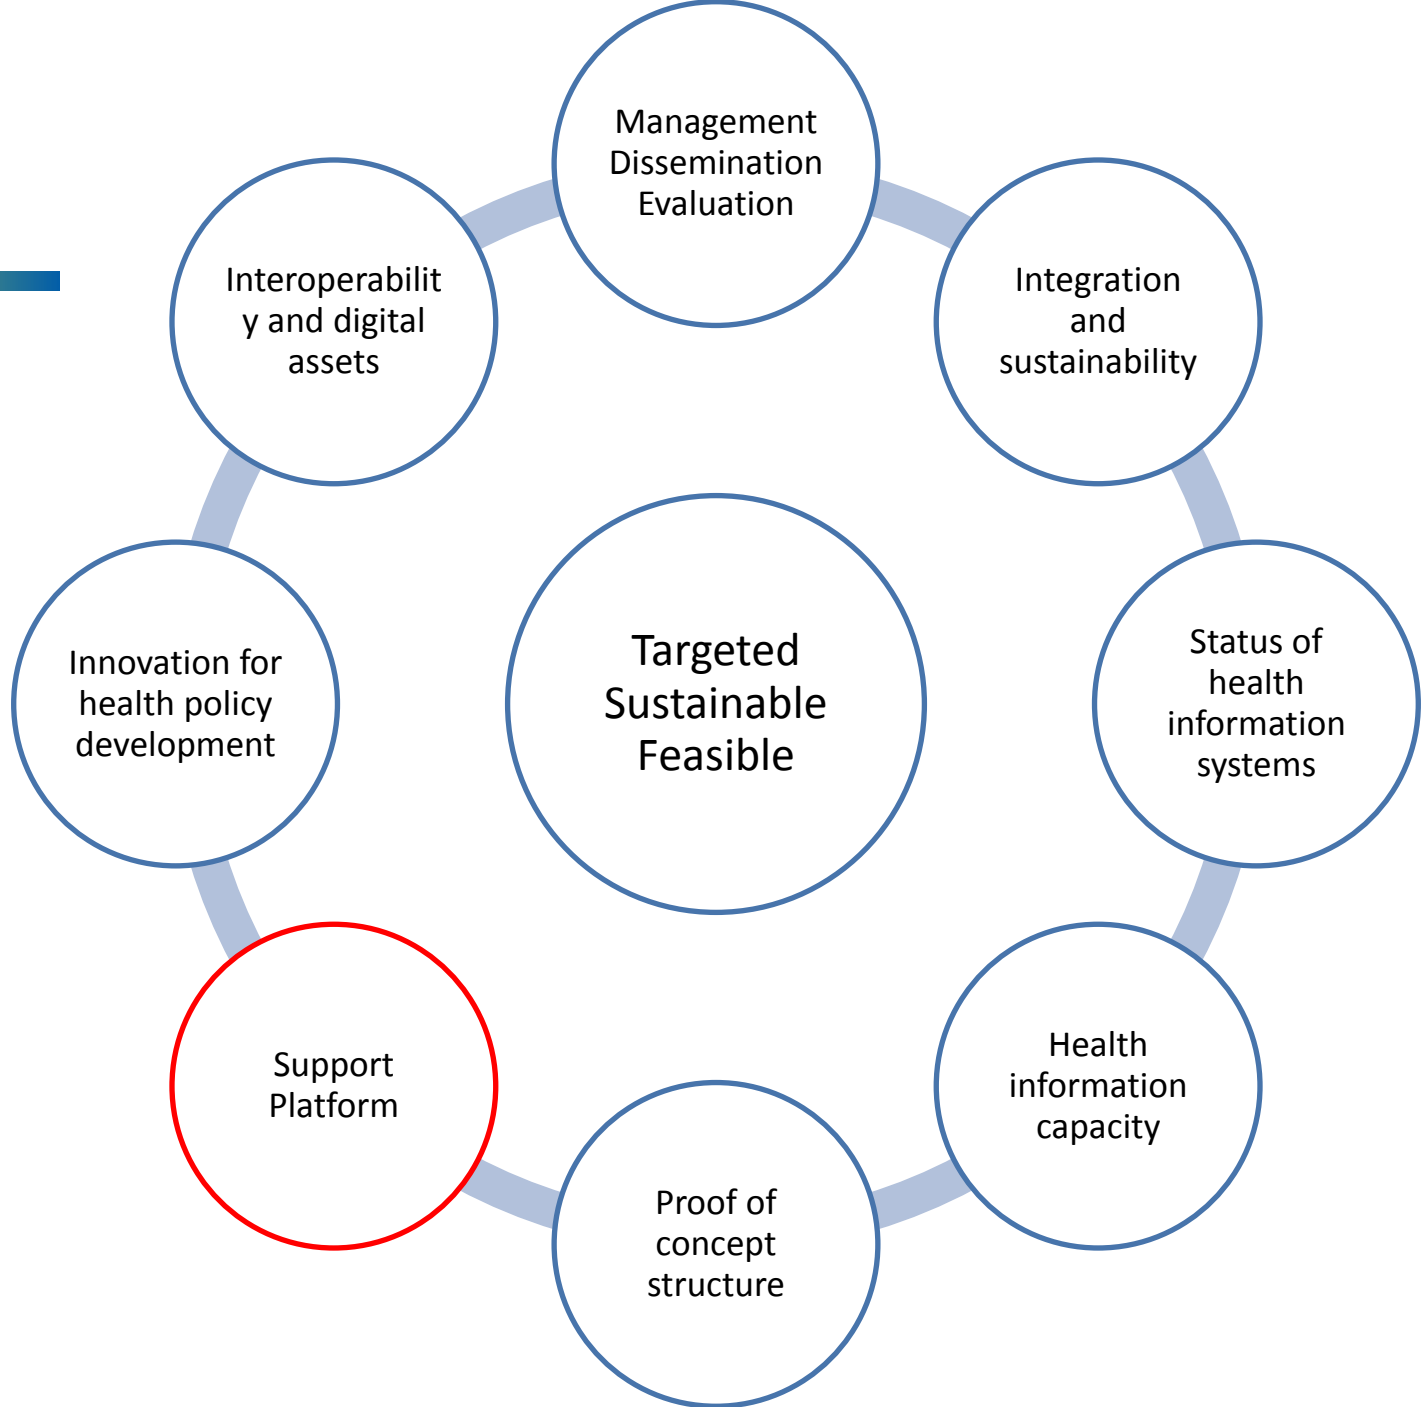 Management
Dissemination
Evaluation
Integration
and
sustainability
Status of
health
information
systems
Health
information
capacity
Proof of
concept
structure
Support
Platform
Innovation for
health policy
development
Interoperabilit
y and digital
assets
Targeted
Sustainable
Feasible